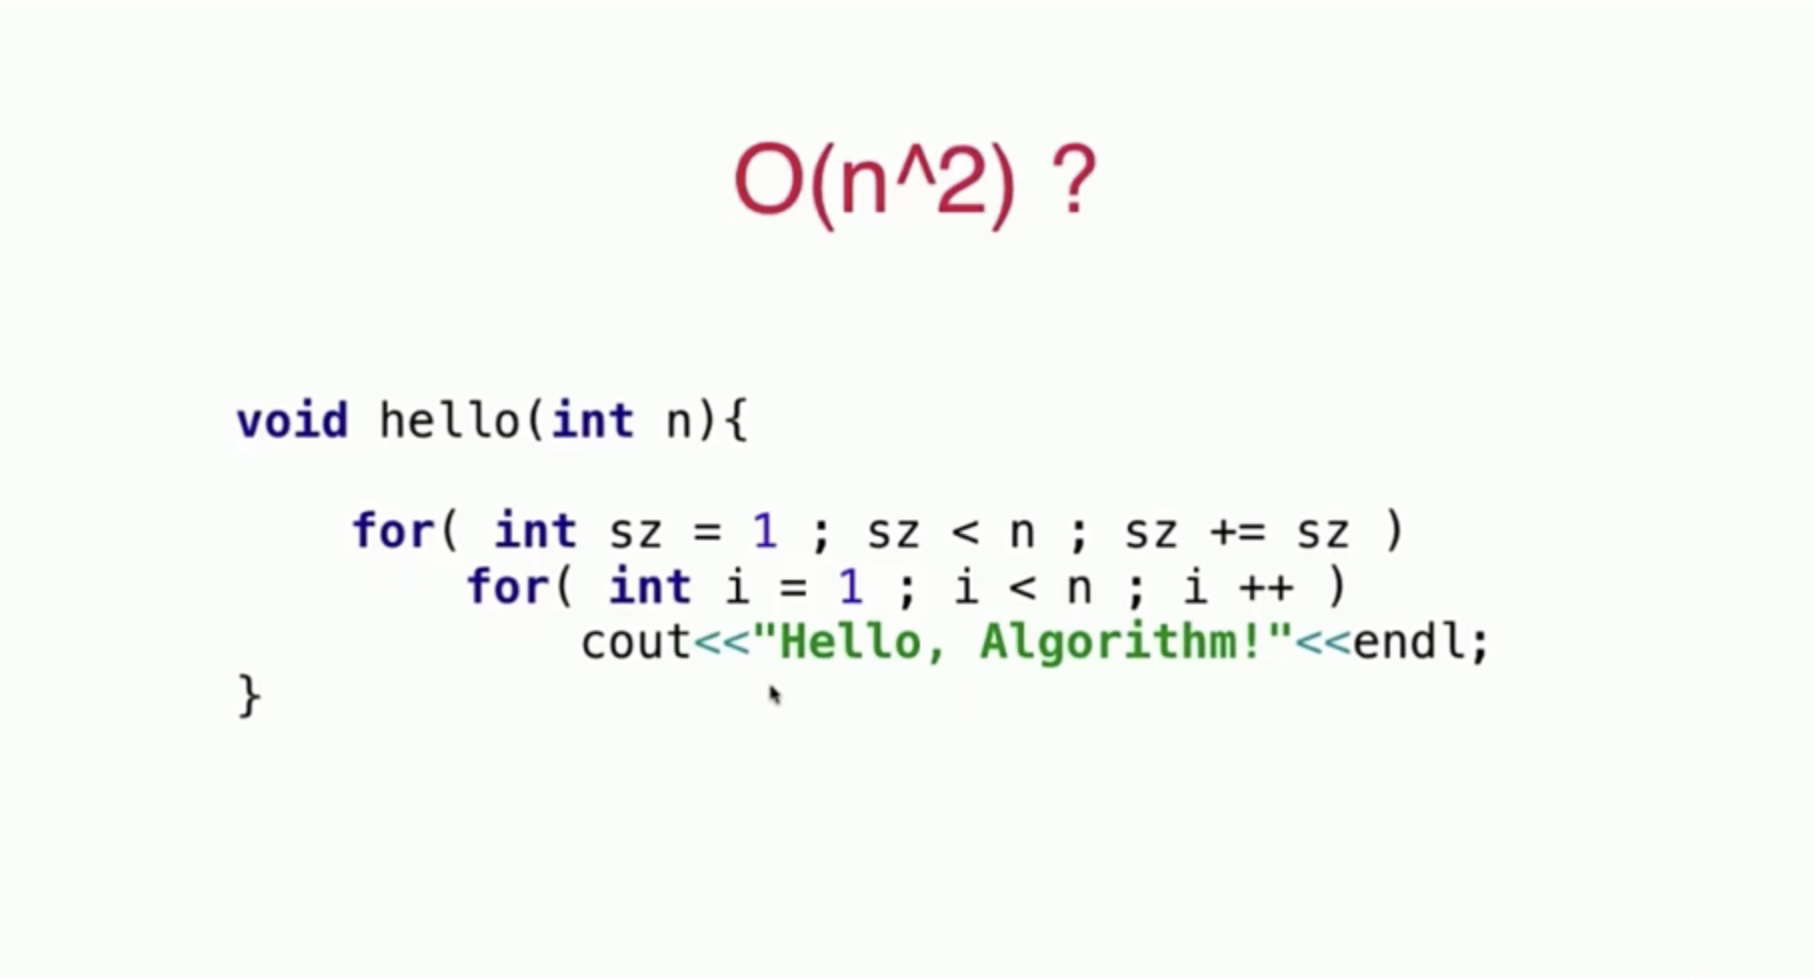 O(n^2) ?
void hello(int n){
for( int sz = 1 ; sz < n ; sz += sz )
for( int i = 1 ; i < n ; i ++ )
cout<<"Hello, Algorithm!"<<endl;
}